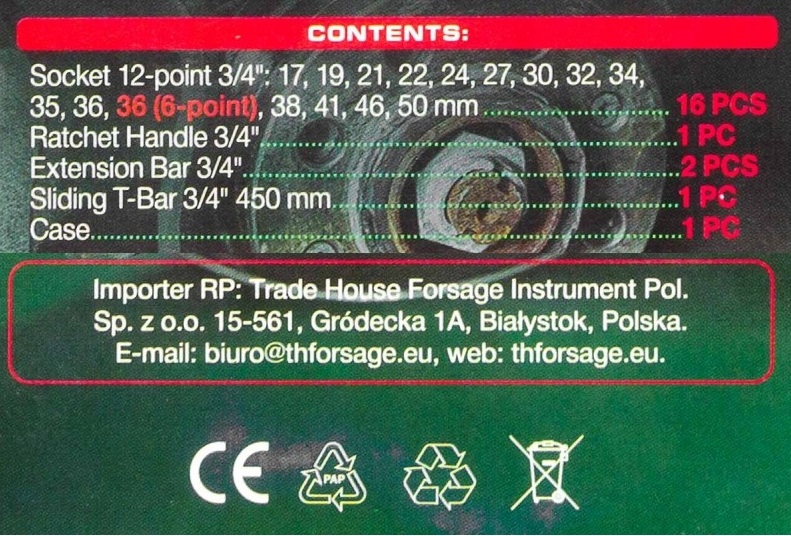 CONTENTS:
Socket 12-point 3/4": 17, 19, 21, 22, 24, 27, 30, 32, 34,
35, 36, 36 (6-point), 38, 41, 46, 50 mm ........................ 16 PCS
Ratchet Handle 3/4"........................1 PC
Extension Bar 3/4"........................2 PCS
Sliding T-Bar 3/4" 450 mm........................1 PC
Case........................1 PC
Importer RP: Trade House Forsage Instrument Pol.
Sp. z o.o. 15-561, Gródecka 1A, Białystok, Polska.
E-mail: biuro@thforsage.eu, web: thforsage.eu.
CE
PAP